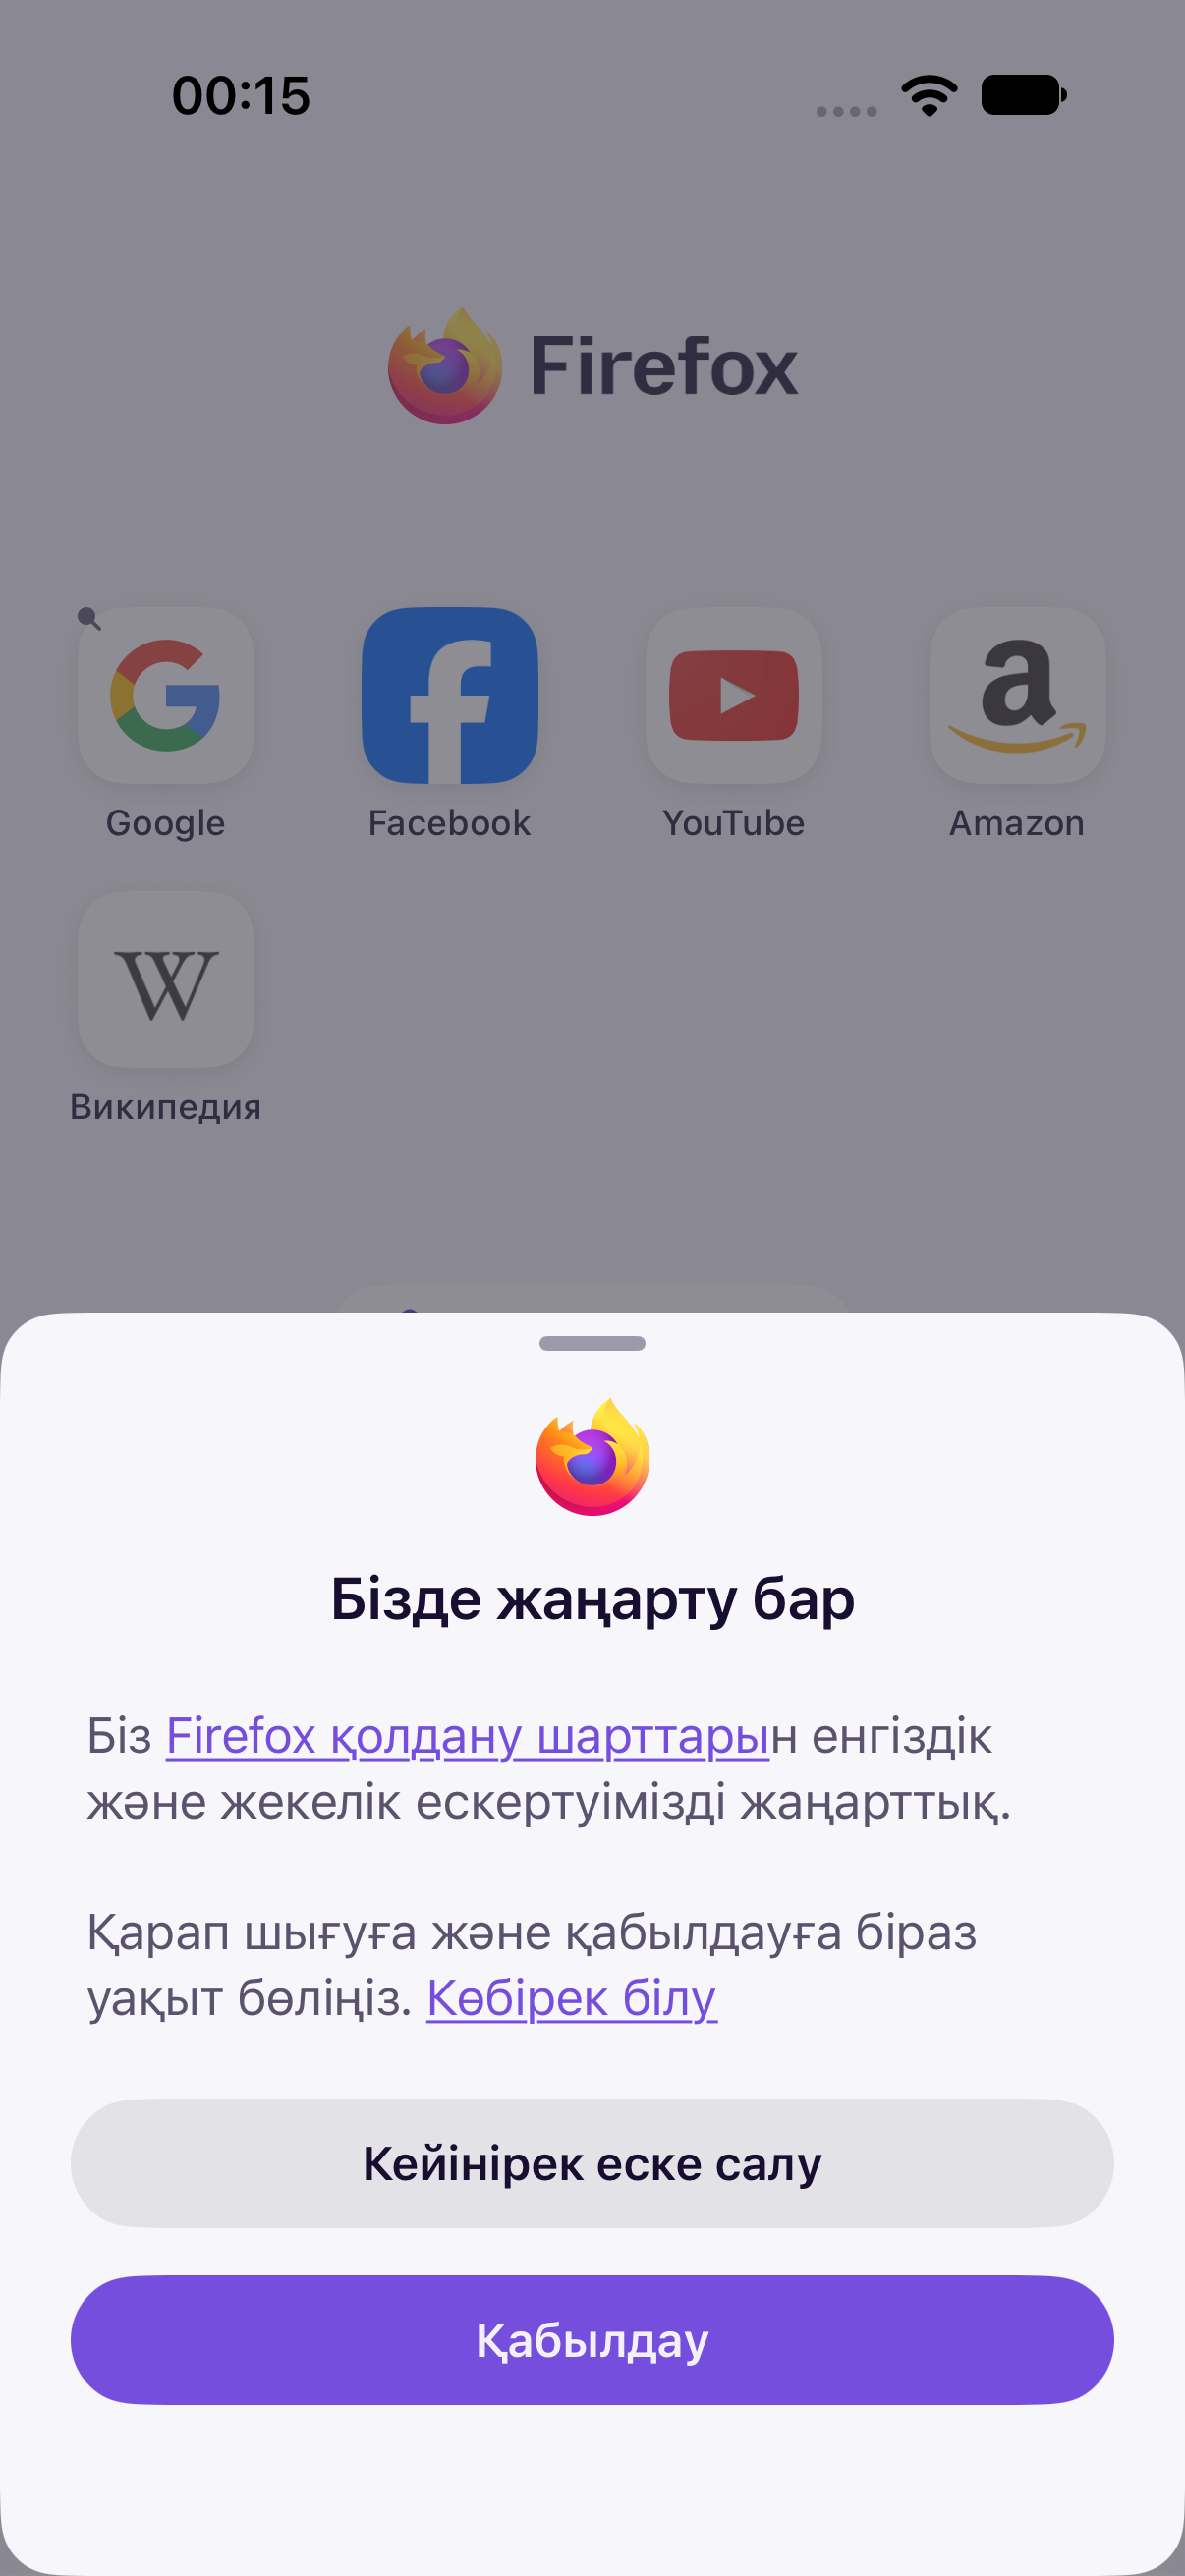 00:15
Firefox
Google Facebook YouTube Amazon
Википедия
Бізде жаңарту бар
Біз Firefox қолдану шарттарын енгіздік
және жекелік ескертуімізді жаңарттық.
Қарап шығуға және қабылдауға біраз
уақыт бөліңіз. Көбірек білу
Кейінірек еске салу
Қабылдау